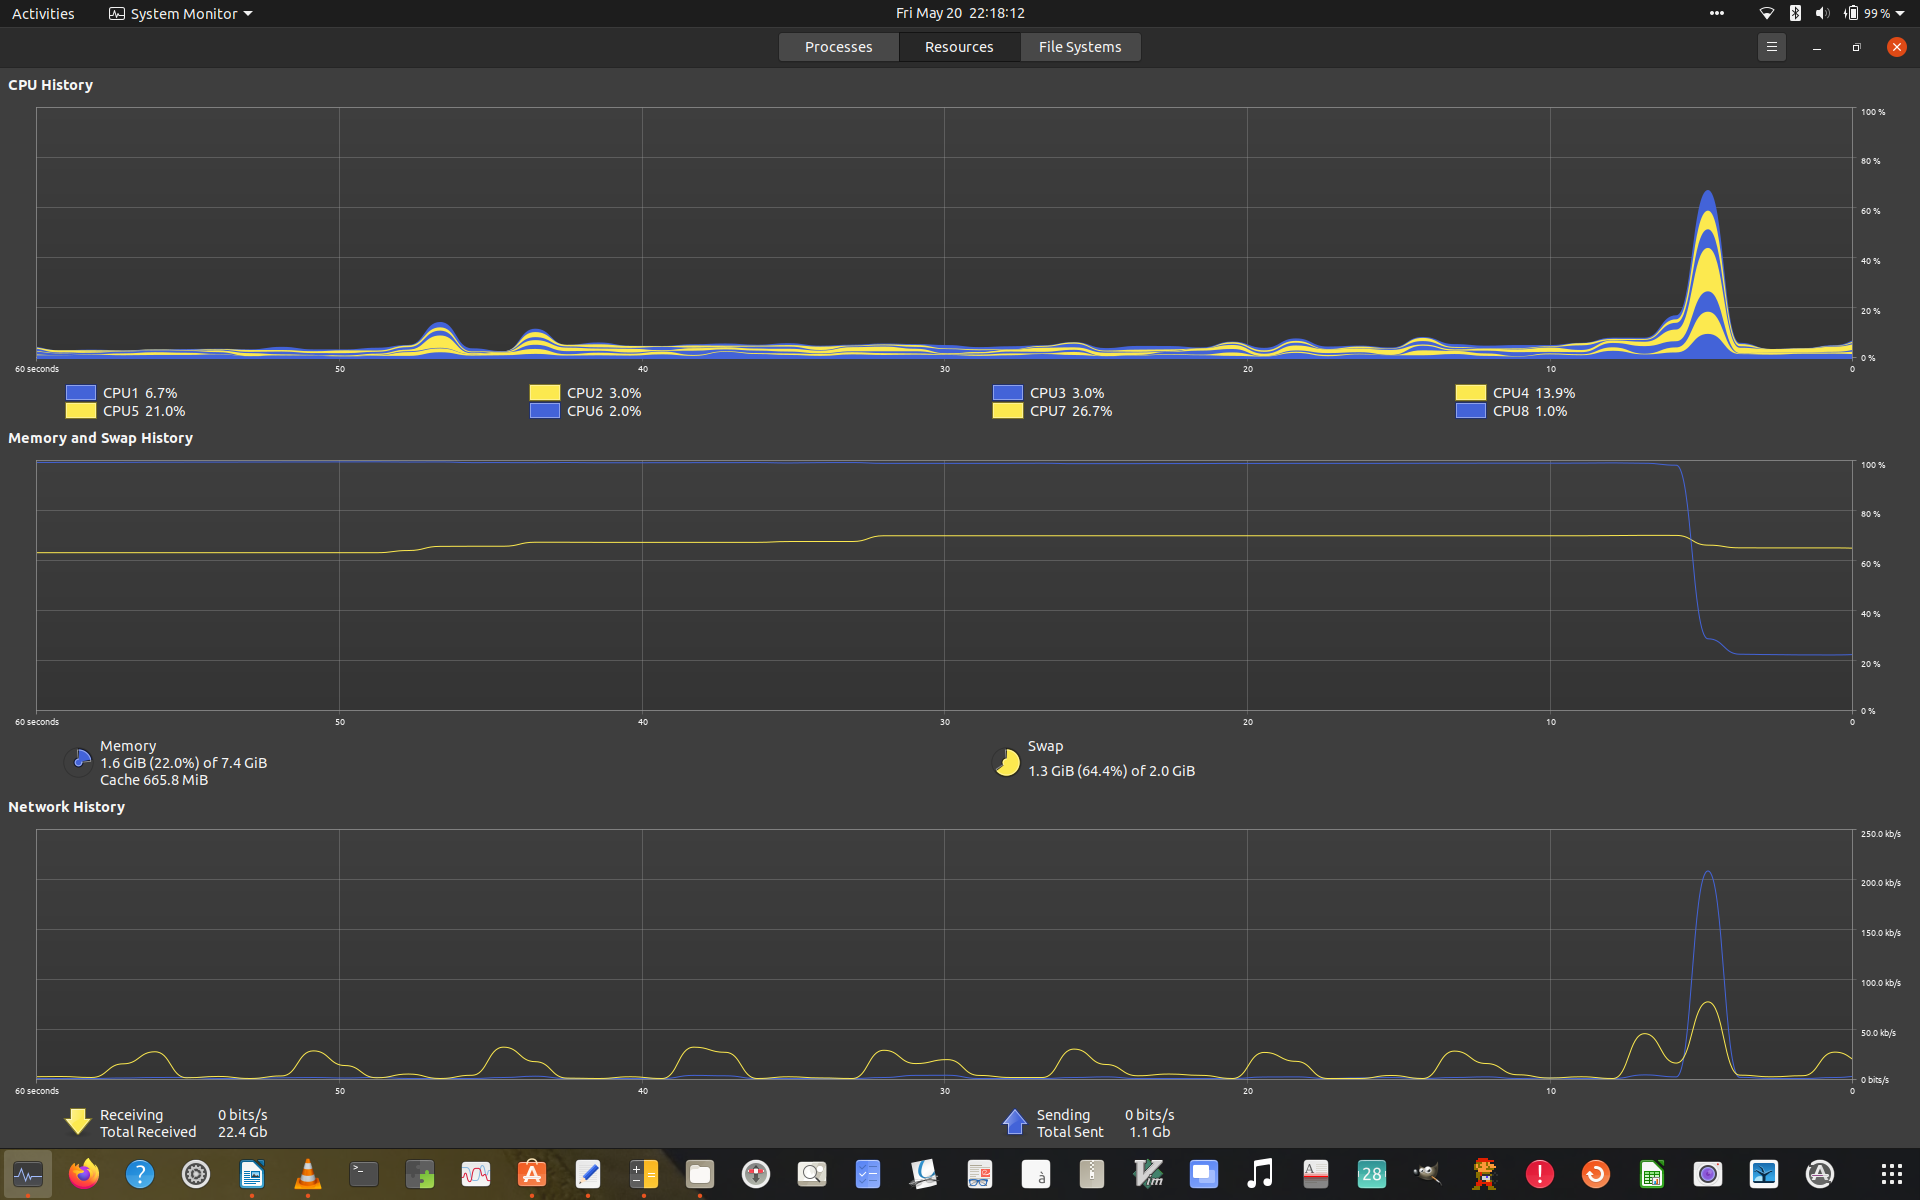 Activities System Monitor Fri May 20 22:18:12 99 %
Processes Resources File Systems
CPU History
100 %
80 %
60 %
40 %
20 %
0 %
60 seconds 50 40 30 20 10 0
CPU1 6.7% CPU2 3.0% CPU3 3.0% CPU4 13.9%
CPU5 21.0% CPU6 2.0% CPU7 26.7% CPU8 1.0%
Memory and Swap History
100 %
80 %
60 %
40 %
20 %
0 %
60 seconds 50 40 30 20 10 0
Memory
1.6 GiB (22.0%) of 7.4 GiB
Cache 665.8 MiB
Swap
1.3 GiB (64.4%) of 2.0 GiB
Network History
250.0 kb/s
200.0 kb/s
150.0 kb/s
100.0 kb/s
50.0 kb/s
0 bits/s
60 seconds 50 40 30 20 10 0
Receiving 0 bits/s
Total Received 22.4 Gb
Sending 0 bits/s
Total Sent 1.1 Gb
? >_ à Vim A 28 !